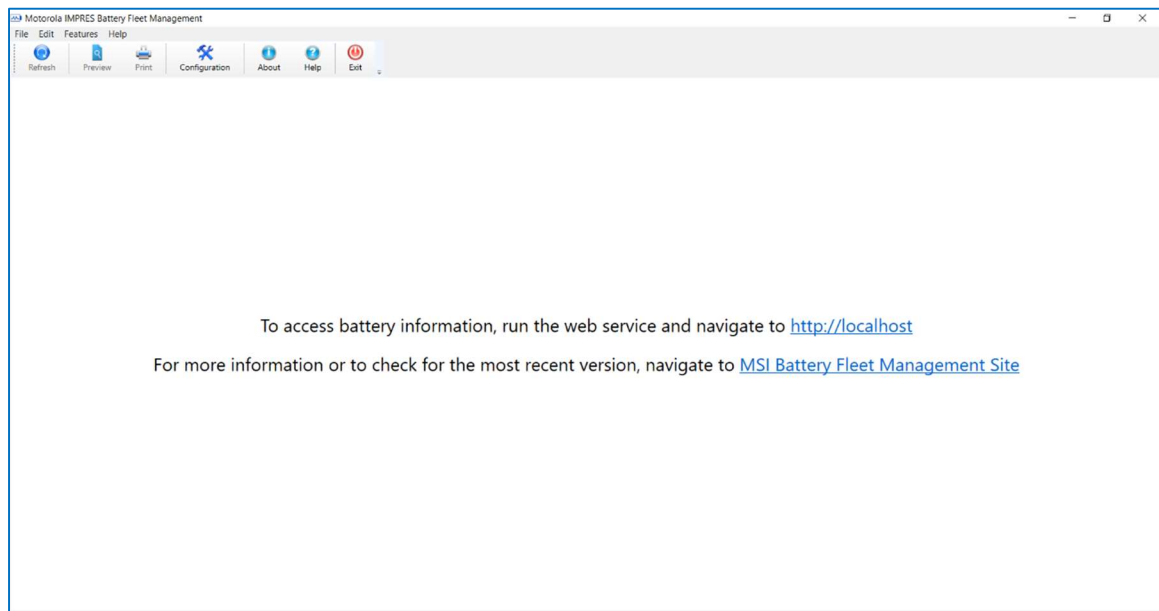 Motorola IMPRES Battery Fleet Management
File Edit Features Help
Refresh Preview Print Configuration About Help Exit
To access battery information, run the web service and navigate to http://localhost
For more information or to check for the most recent version, navigate to MSI Battery Fleet Management Site